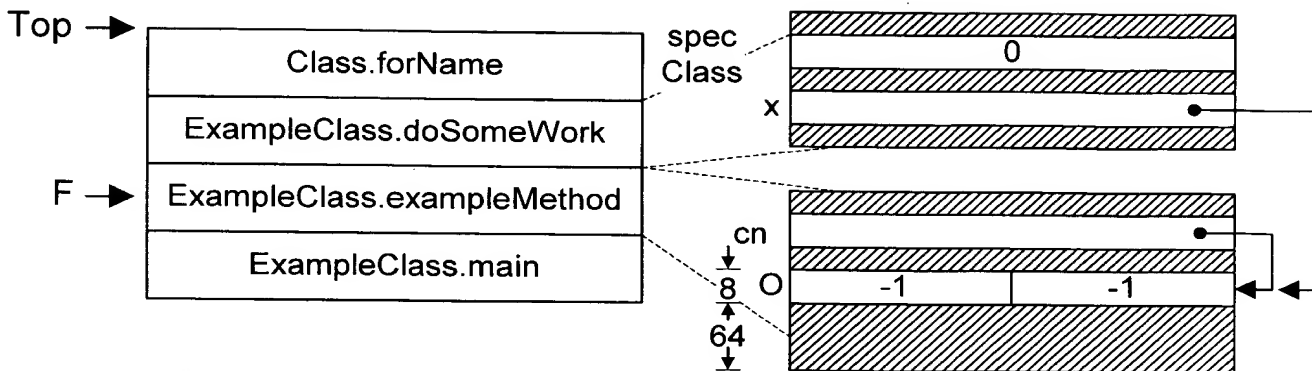 Top
Class.forName
ExampleClass.doSomeWork
F
ExampleClass.exampleMethod
ExampleClass.main
spec
Class
0
x
cn
8
O
-1
-1
64